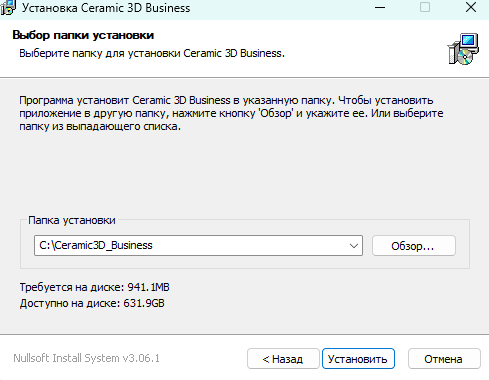 Установка Ceramic 3D Business
Выбор папки установки
Выберите папку для установки Ceramic 3D Business.
Программа установит Ceramic 3D Business в указанную папку. Чтобы установить
приложение в другую папку, нажмите кнопку 'Обзор' и укажите ее. Или выберите
папку из выпадающего списка.
Папка установки
C:\Ceramic3D_Business
Обзор...
Требуется на диске: 941.1MB
Доступно на диске: 631.9GB
Nullsoft Install System v3.06.1
< Назад
Установить
Отмена